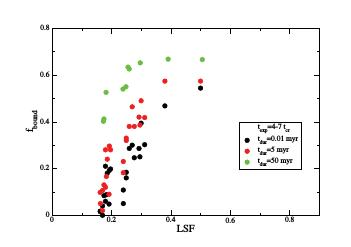 0.8
0.6
0.4
0.2
0
f_bound
0
0.2
0.4
0.6
0.8
LSF
t_exp=4-7 t_cr
t_dur=0.01 myr
t_dur=5 myr
t_dur=50 myr